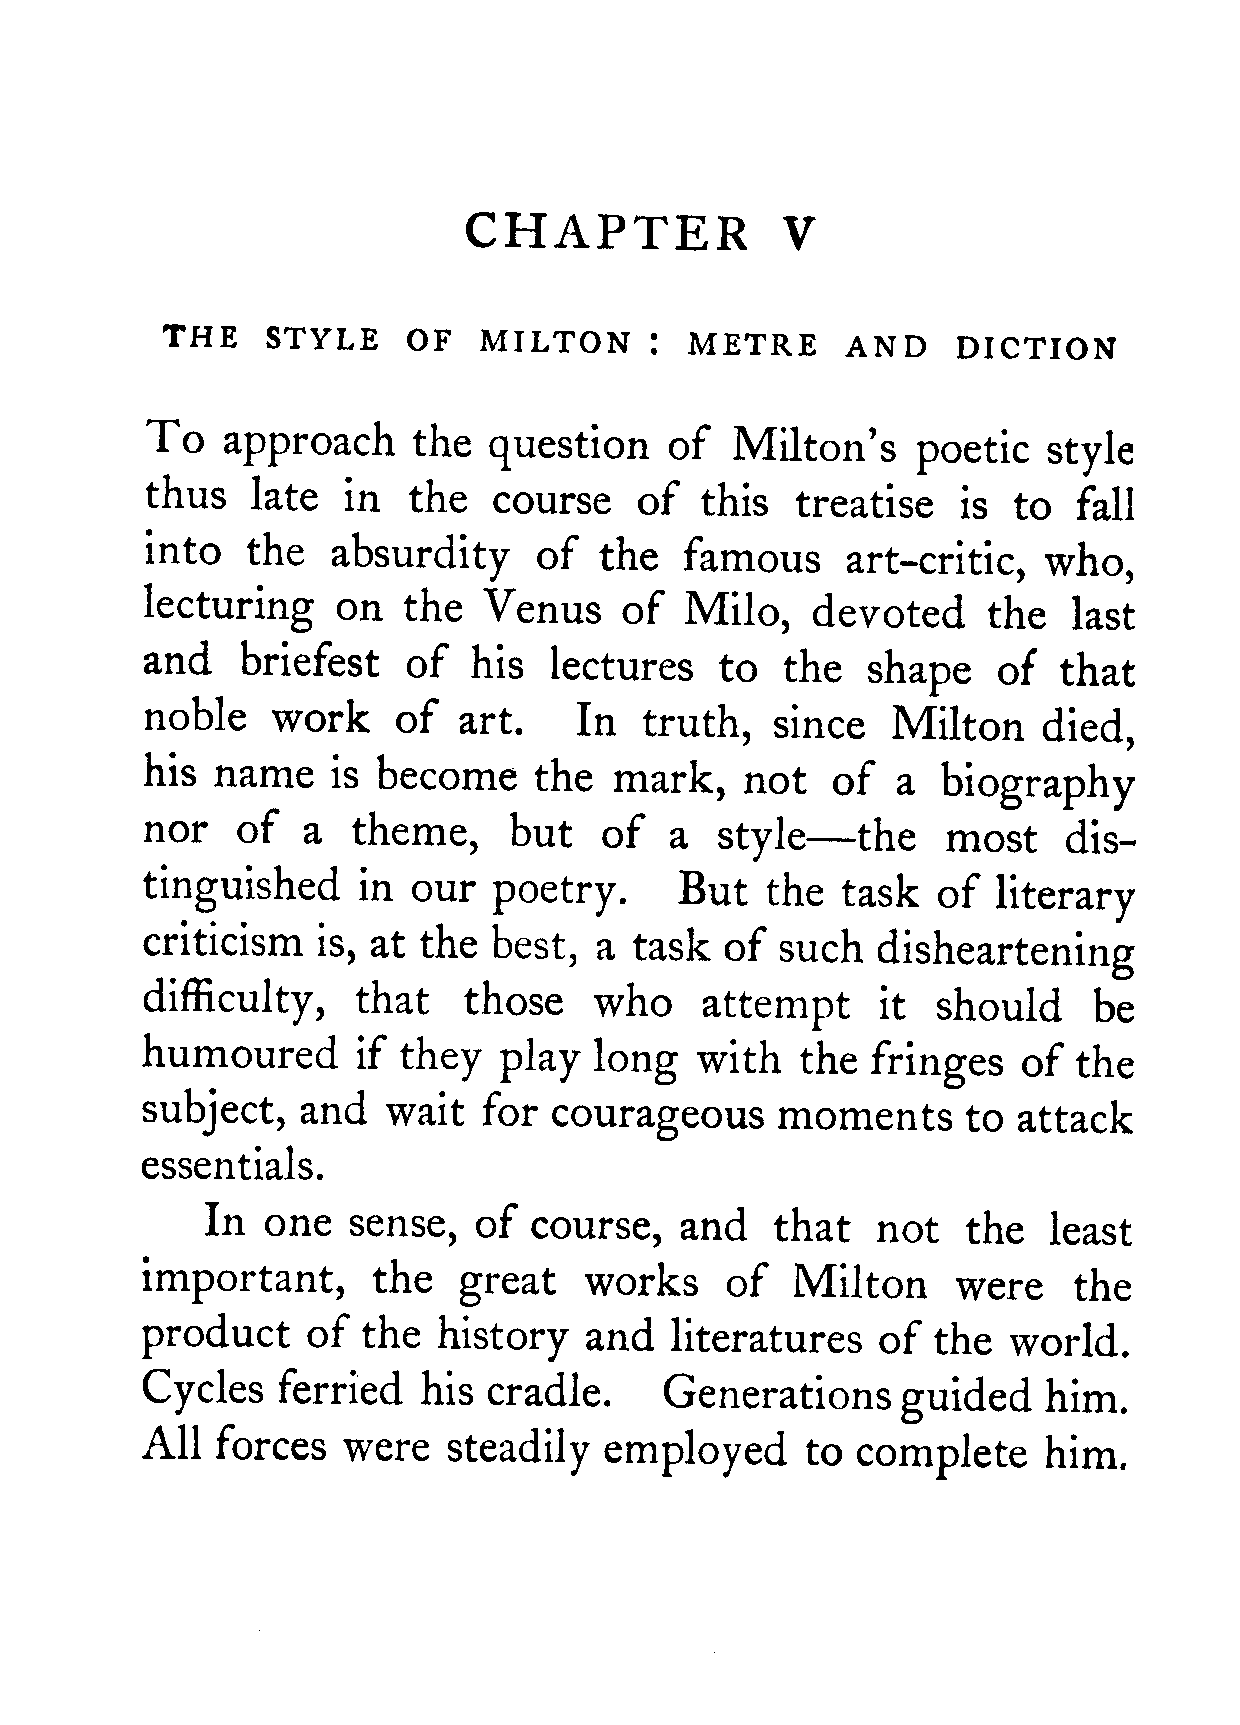 CHAPTER V
THE STYLE OF MILTON : METRE AND DICTION
To approach the question of Milton's poetic style
thus late in the course of this treatise is to fall
into the absurdity of the famous art-critic, who,
lecturing on the Venus of Milo, devoted the last
and briefest of his lectures to the shape of that
noble work of art. In truth, since Milton died,
his name is become the mark, not of a biography
nor of a theme, but of a style—the most dis-
tinguished in our poetry. But the task of literary
criticism is, at the best, a task of such disheartening
difficulty, that those who attempt it should be
humoured if they play long with the fringes of the
subject, and wait for courageous moments to attack
essentials.
In one sense, of course, and that not the least
important, the great works of Milton were the
product of the history and literatures of the world.
Cycles ferried his cradle. Generations guided him.
All forces were steadily employed to complete him.